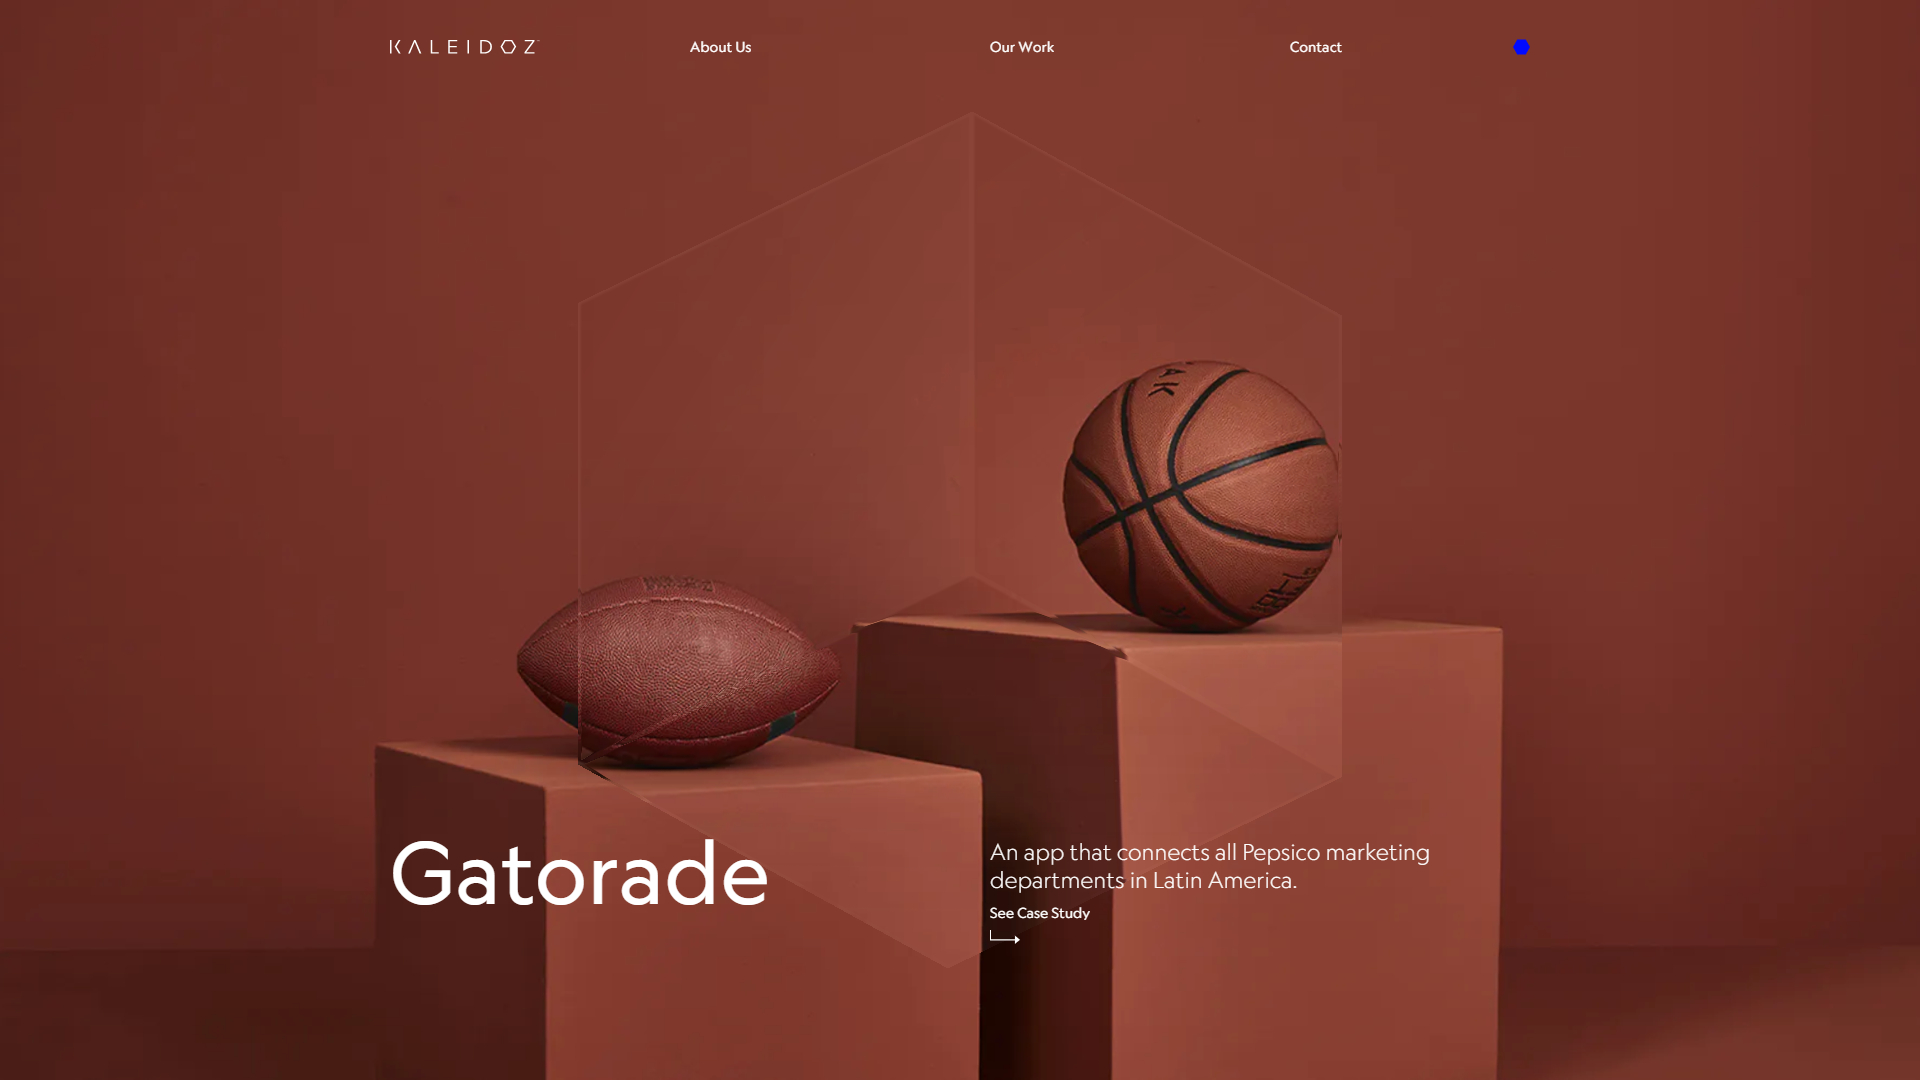 KALEIDOZ
About Us
Our Work
Contact
AK
Gatorade
An app that connects all Pepsico marketing
departments in Latin America.
See Case Study